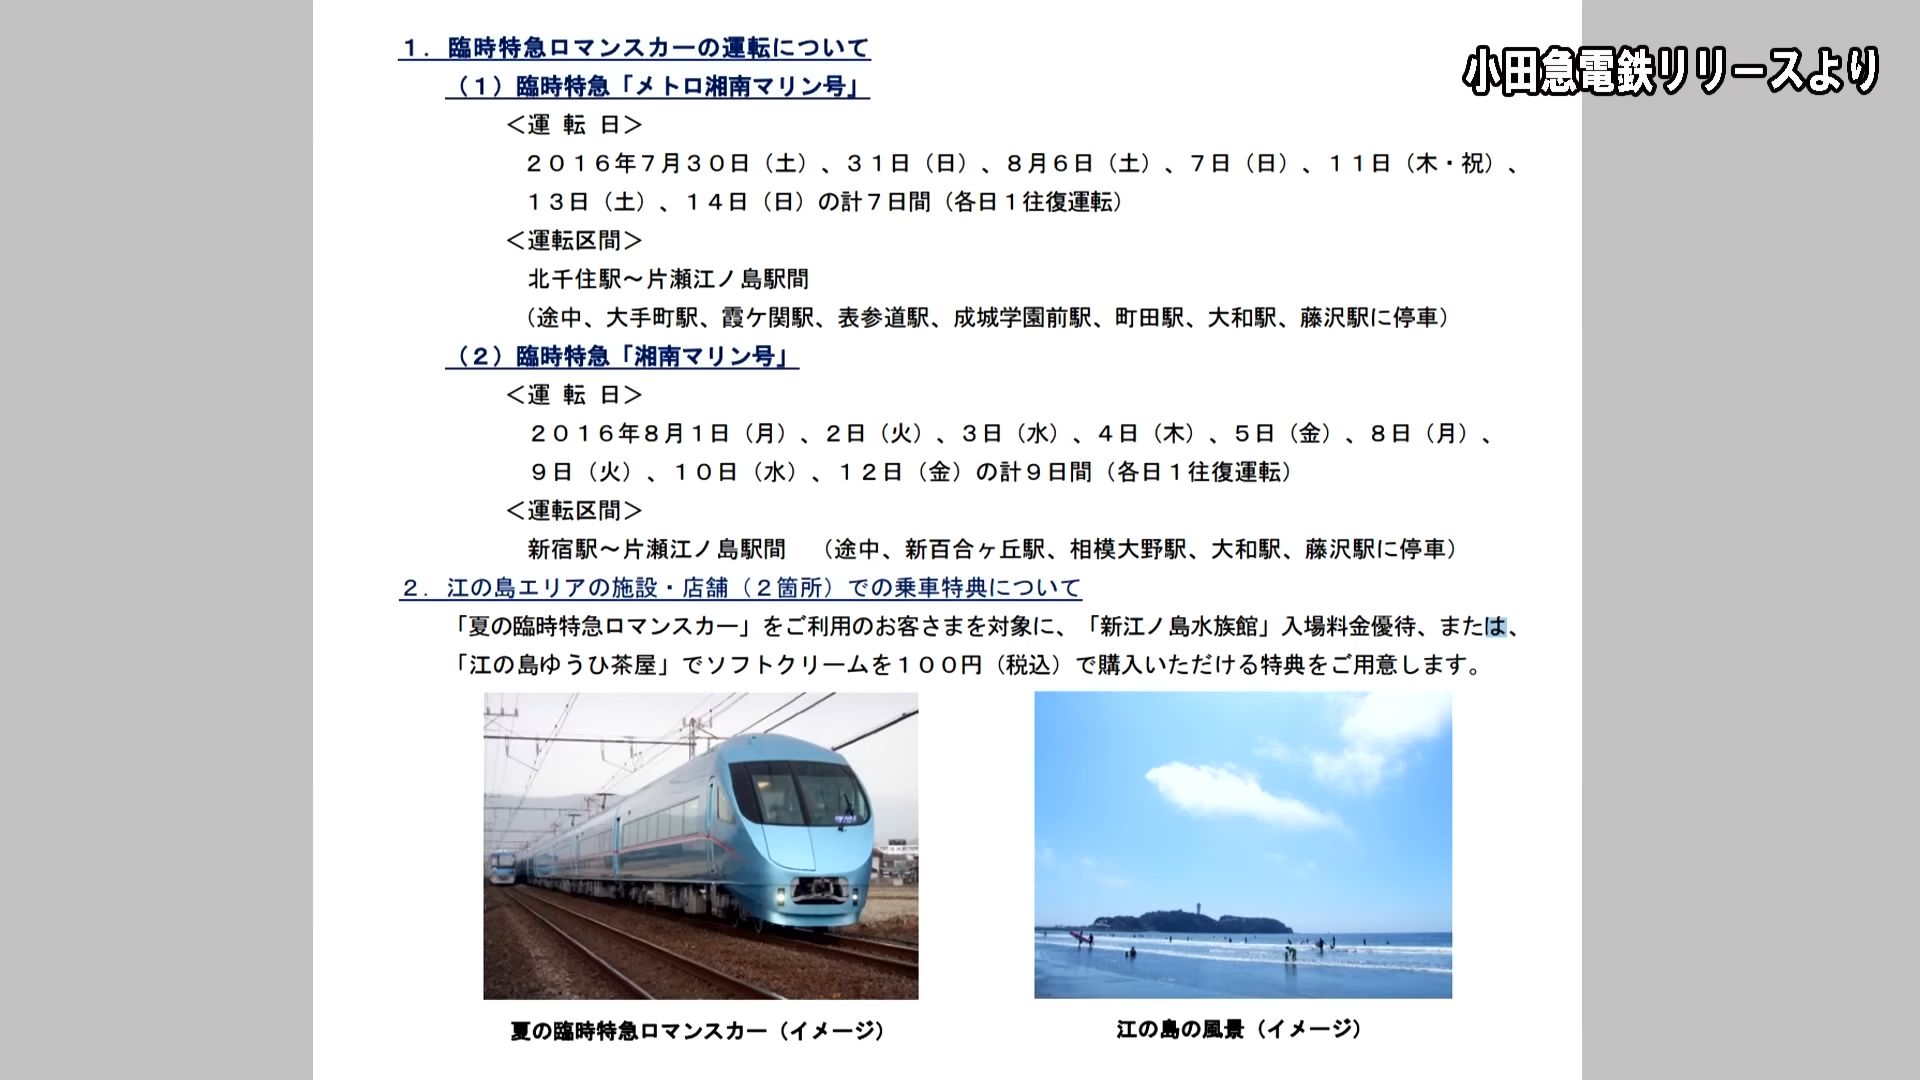 小田急電鉄リリースより
１．臨時特急ロマンスカーの運転について
（１）臨時特急「メトロ湘南マリン号」
＜運 転 日＞
２０１６年７月３０日（土）、３１日（日）、８月６日（土）、７日（日）、１１日（木・祝）、
１３日（土）、１４日（日）の計７日間（各日１往復運転）
＜運転区間＞
北千住駅～片瀬江ノ島駅間
（途中、大手町駅、霞ケ関駅、表参道駅、成城学園前駅、町田駅、大和駅、藤沢駅に停車）
（２）臨時特急「湘南マリン号」
＜運 転 日＞
２０１６年８月１日（月）、２日（火）、３日（水）、４日（木）、５日（金）、８日（月）、
９日（火）、１０日（水）、１２日（金）の計９日間（各日１往復運転）
＜運転区間＞
新宿駅～片瀬江ノ島駅間　（途中、新百合ヶ丘駅、相模大野駅、大和駅、藤沢駅に停車）
２．江の島エリアの施設・店舗（２箇所）での乗車特典について
「夏の臨時特急ロマンスカー」をご利用のお客さまを対象に、「新江ノ島水族館」入場料金優待、または、
「江の島ゆうひ茶屋」でソフトクリームを１００円（税込）で購入いただける特典をご用意します。
夏の臨時特急ロマンスカー（イメージ）
江の島の風景（イメージ）